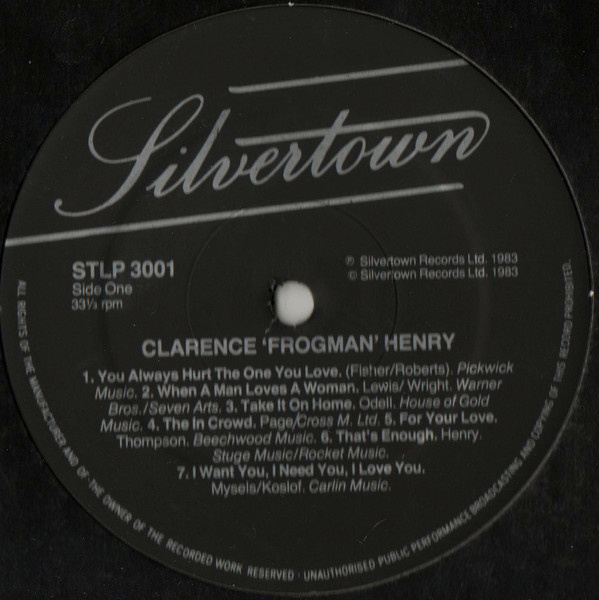 Silvertown
STLP 3001
Side One
33⅓ rpm
℗ Silvertown Records Ltd. 1983
© Silvertown Records Ltd. 1983
CLARENCE 'FROGMAN' HENRY
1. You Always Hurt The One You Love. (Fisher/Roberts). Pickwick
Music. 2. When A Man Loves A Woman. Lewis/ Wright. Warner
Bros./Seven Arts. 3. Take It On Home. Odell. House of Gold
Music. 4. The In Crowd. Page/Cross M. Ltd. 5. For Your Love.
Thompson. Beechwood Music. 6. That's Enough. Henry.
Stuge Music/Rocket Music.
7. I Want You, I Need You, I Love You.
Mysels/Koslof. Carlin Music.
ALL RIGHTS OF THE MANUFACTURER AND OF THE OWNER OF THE RECORDED WORK RESERVED · UNAUTHORISED PUBLIC PERFORMANCE BROADCASTING AND COPYING OF THIS RECORD PROHIBITED.